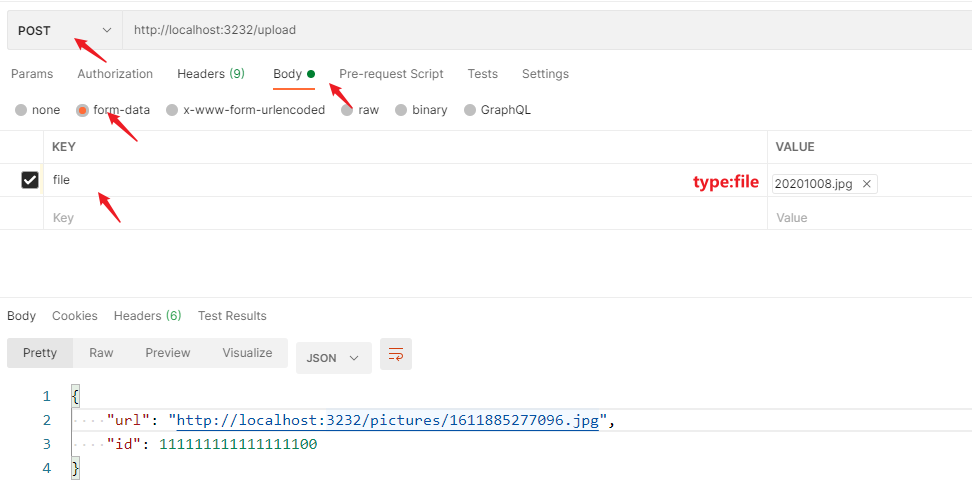 POST http://localhost:3232/upload
Params Authorization Headers (9) Body Pre-request Script Tests Settings
none form-data x-www-form-urlencoded raw binary GraphQL
KEY VALUE
file type:file 20201008.jpg ×
Key Value
Body Cookies Headers (6) Test Results
Pretty Raw Preview Visualize JSON
1 {
2 "url": "http://localhost:3232/pictures/1611885277096.jpg",
3 "id": 1111111111111111100
4 }